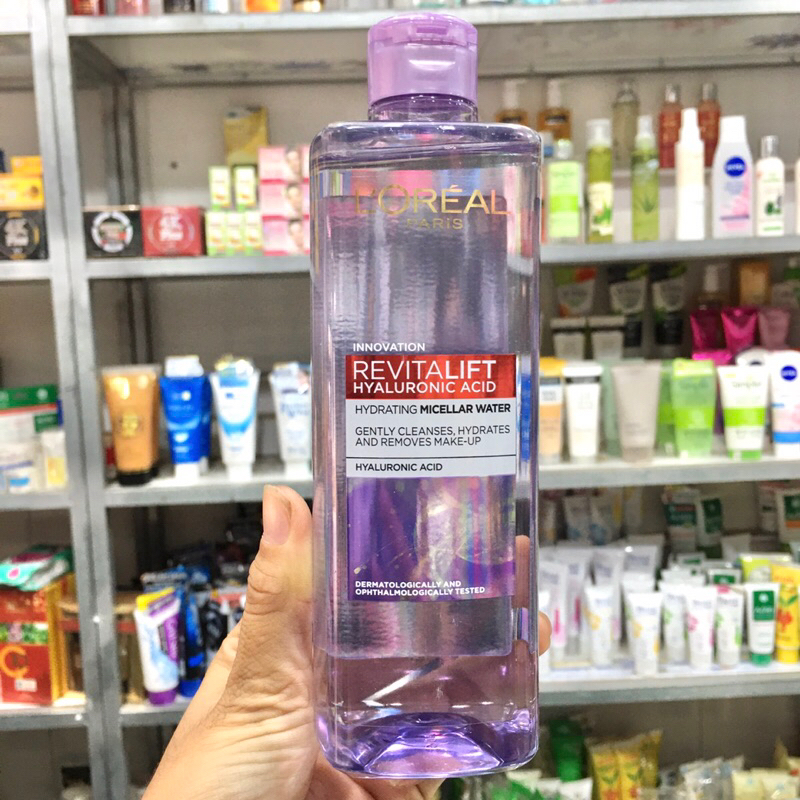 L'ORÉAL
PARIS
INNOVATION
REVITALIFT
HYALURONIC ACID
HYDRATING MICELLAR WATER
GENTLY CLEANSES, HYDRATES
AND REMOVES MAKE-UP
HYALURONIC ACID
DERMATOLOGICALLY AND
OPHTHALMOLOGICALLY TESTED
NIVEA